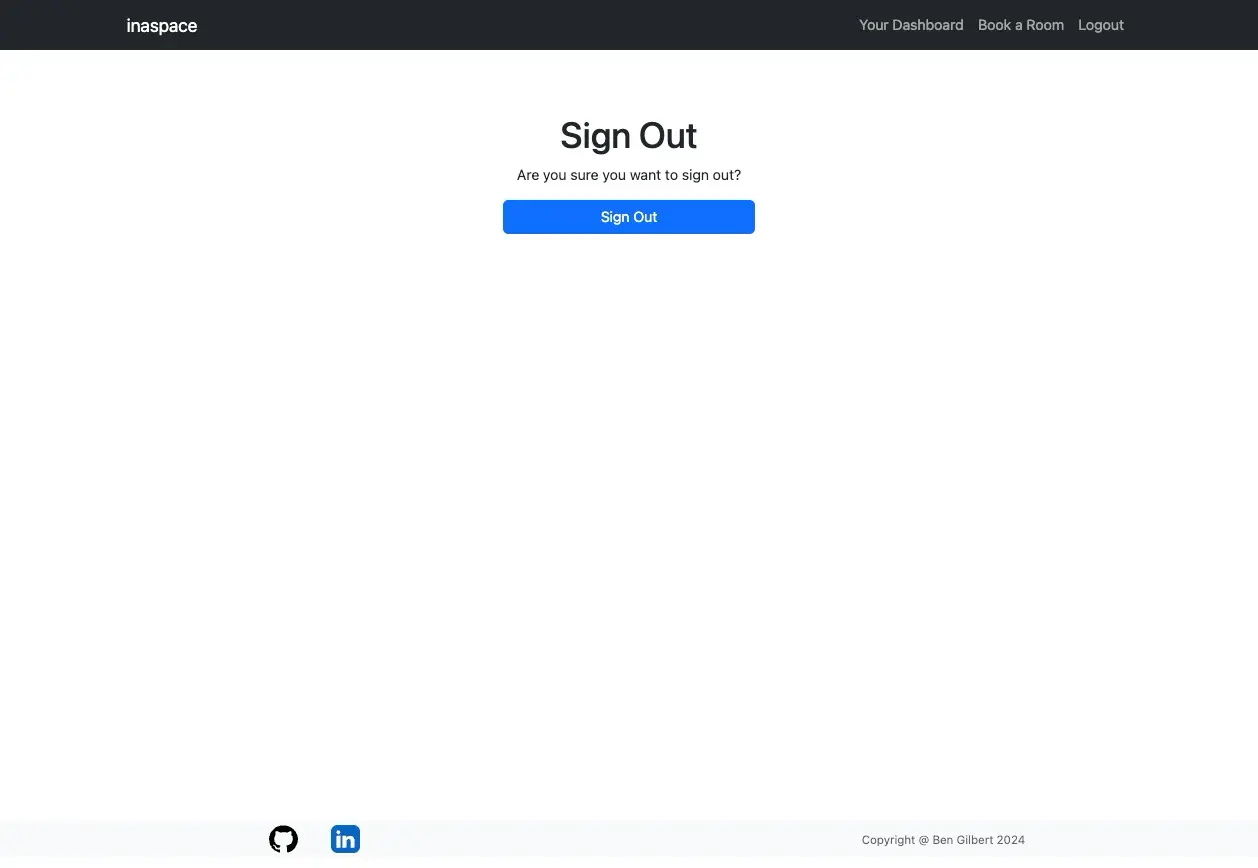 inaspace
Your Dashboard Book a Room Logout
Sign Out
Are you sure you want to sign out?
Sign Out
in
Copyright @ Ben Gilbert 2024